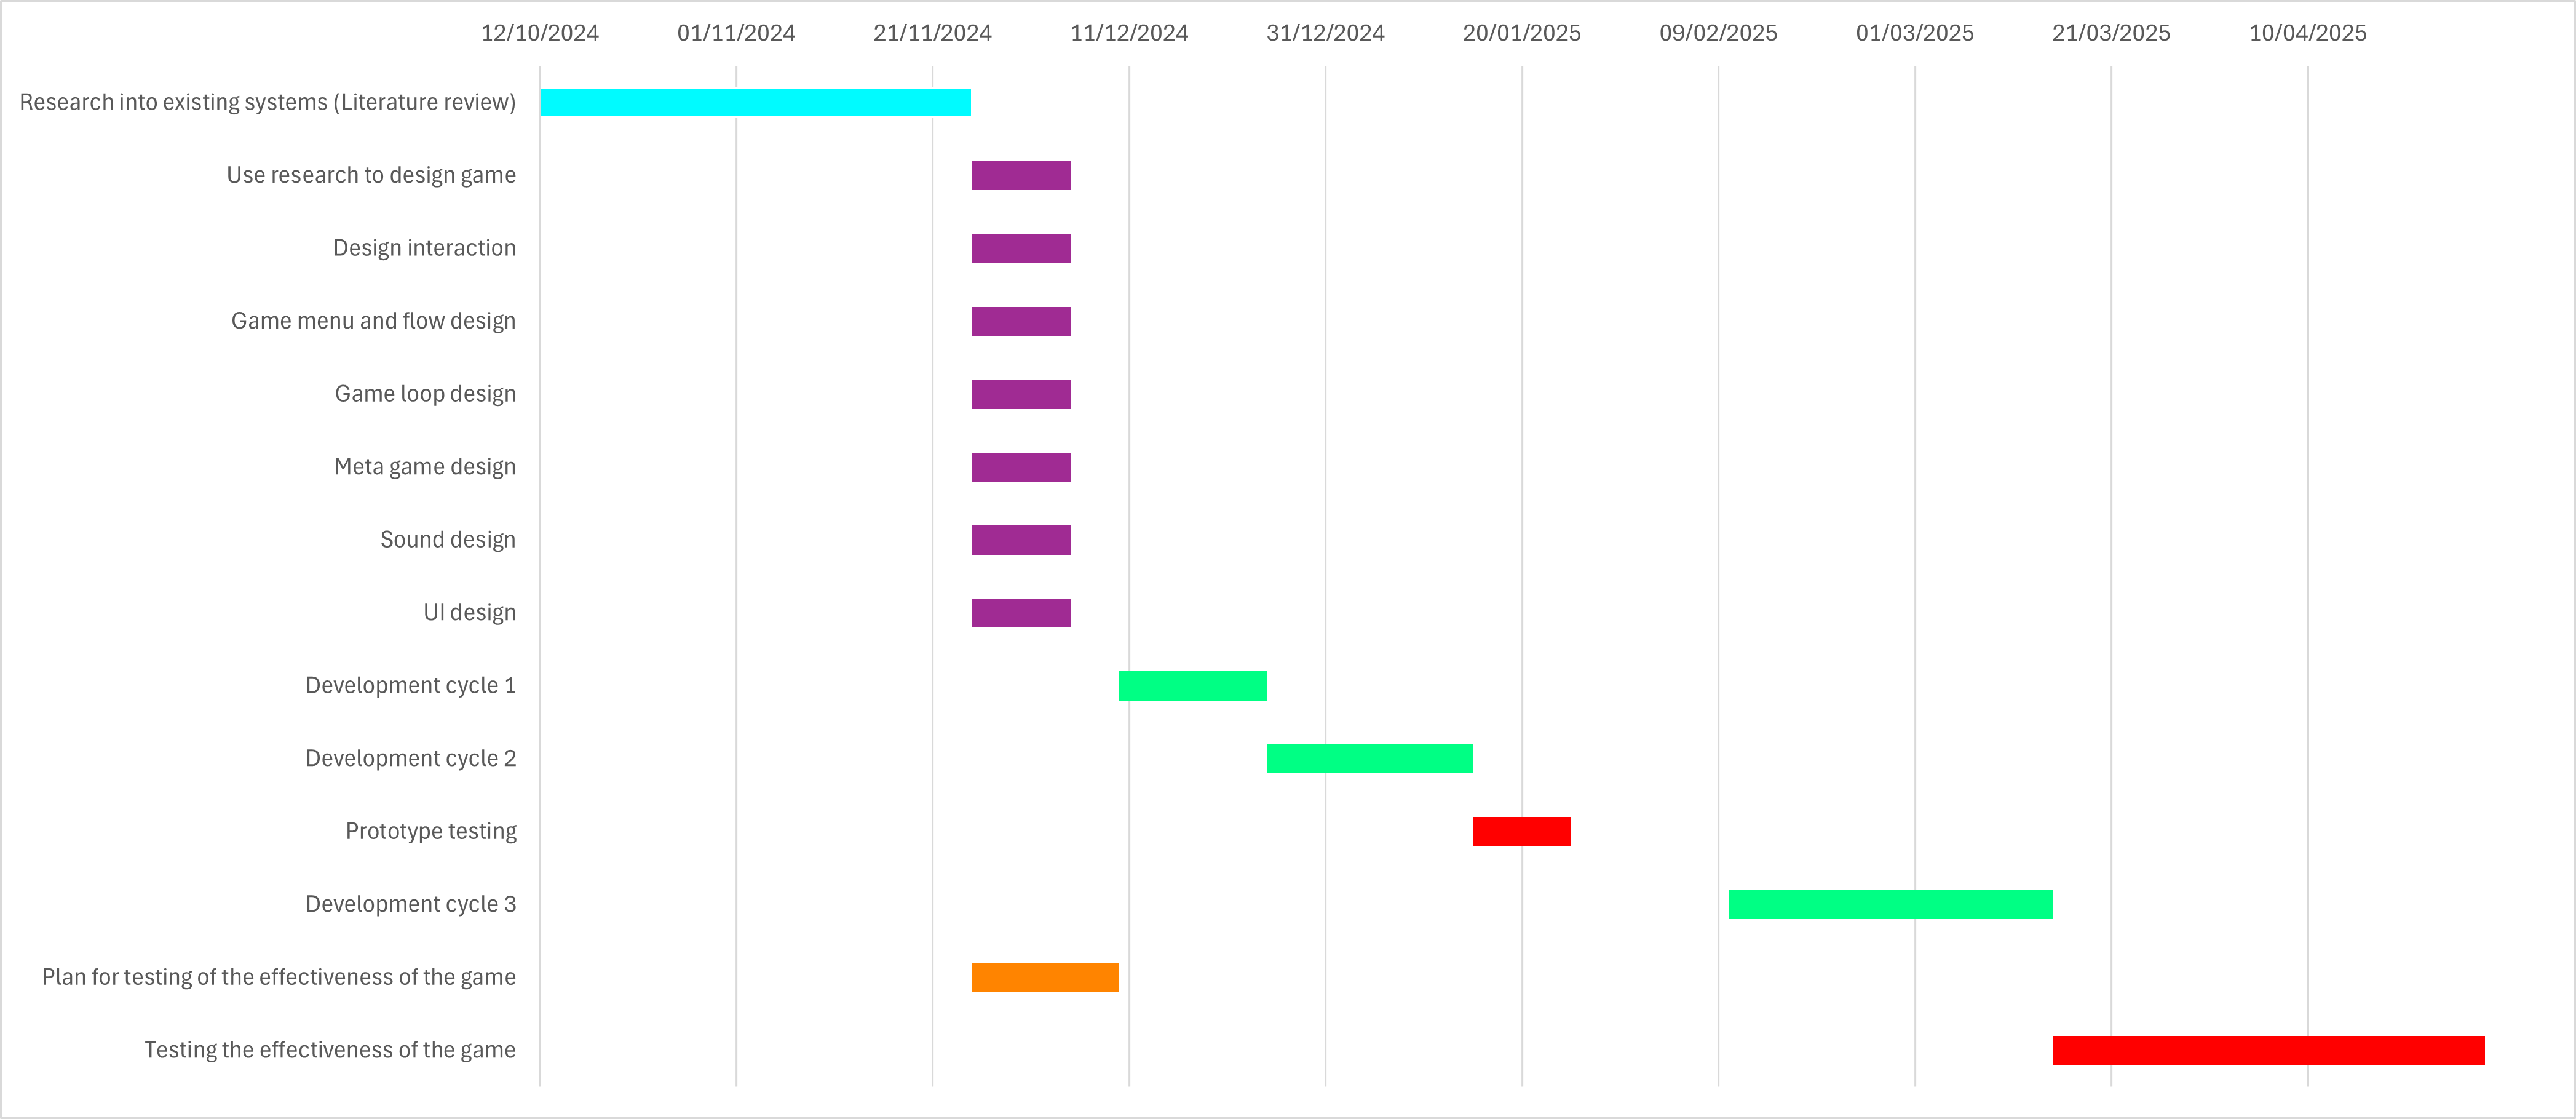 12/10/2024 01/11/2024 21/11/2024 11/12/2024 31/12/2024 20/01/2025 09/02/2025 01/03/2025 21/03/2025 10/04/2025
Research into existing systems (Literature review)
Use research to design game
Design interaction
Game menu and flow design
Game loop design
Meta game design
Sound design
UI design
Development cycle 1
Development cycle 2
Prototype testing
Development cycle 3
Plan for testing of the effectiveness of the game
Testing the effectiveness of the game